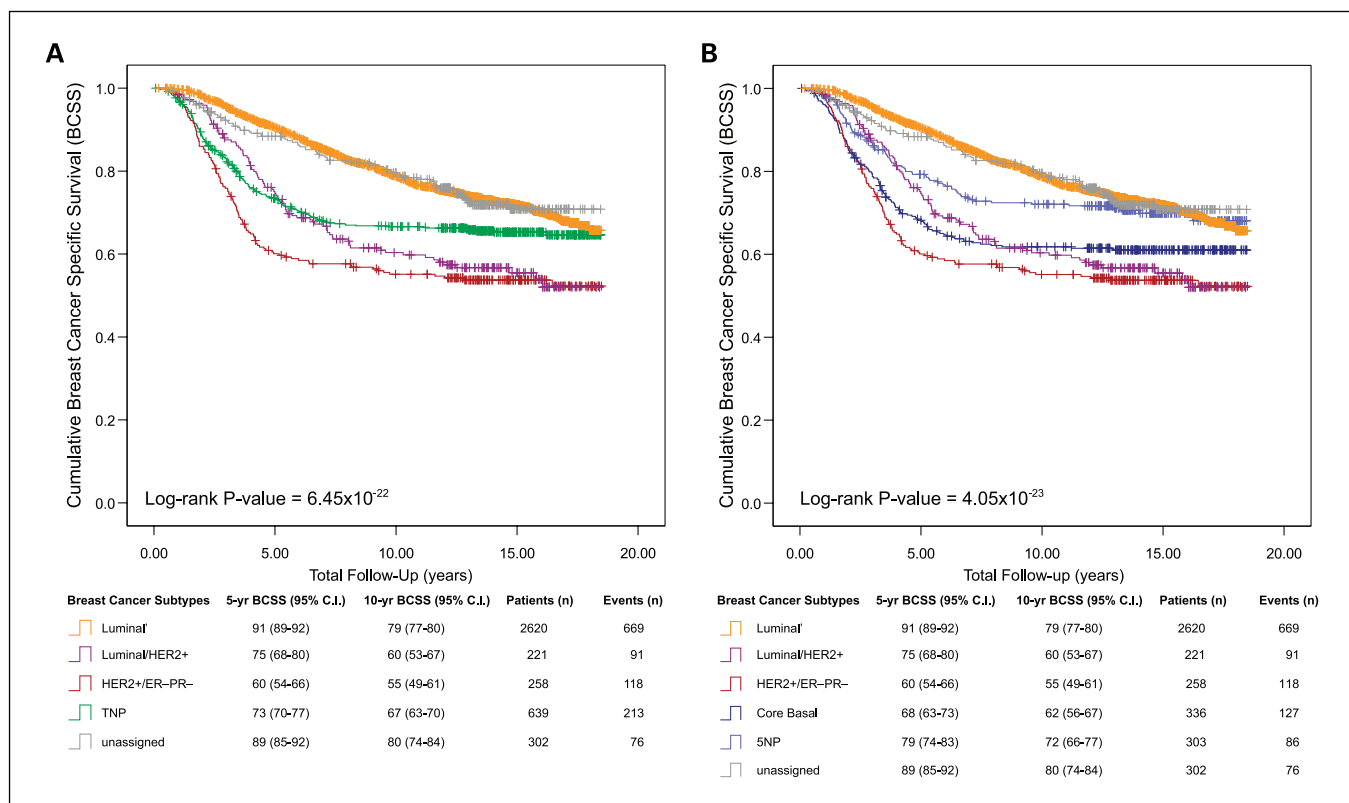 A
Cumulative Breast Cancer Specific Survival (BCSS)
1.0
0.8
0.6
0.4
0.2
0.0
Log-rank P-value = 6.45x10-22
0.00 5.00 10.00 15.00 20.00
Total Follow-Up (years)
Breast Cancer Subtypes 5-yr BCSS (95% C.I.) 10-yr BCSS (95% C.I.) Patients (n) Events (n)
Luminal' 91 (89-92) 79 (77-80) 2620 669
Luminal/HER2+ 75 (68-80) 60 (53-67) 221 91
HER2+/ER–PR– 60 (54-66) 55 (49-61) 258 118
TNP 73 (70-77) 67 (63-70) 639 213
unassigned 89 (85-92) 80 (74-84) 302 76
B
Cumulative Breast Cancer Specific Survival (BCSS)
1.0
0.8
0.6
0.4
0.2
0.0
Log-rank P-value = 4.05x10-23
0.00 5.00 10.00 15.00 20.00
Total Follow-up (years)
Breast Cancer Subtypes 5-yr BCSS (95% C.I.) 10-yr BCSS (95% C.I.) Patients (n) Events (n)
Luminal' 91 (89-92) 79 (77-80) 2620 669
Luminal/HER2+ 75 (68-80) 60 (53-67) 221 91
HER2+/ER–PR– 60 (54-66) 55 (49-61) 258 118
Core Basal 68 (63-73) 62 (56-67) 336 127
5NP 79 (74-83) 72 (66-77) 303 86
unassigned 89 (85-92) 80 (74-84) 302 76